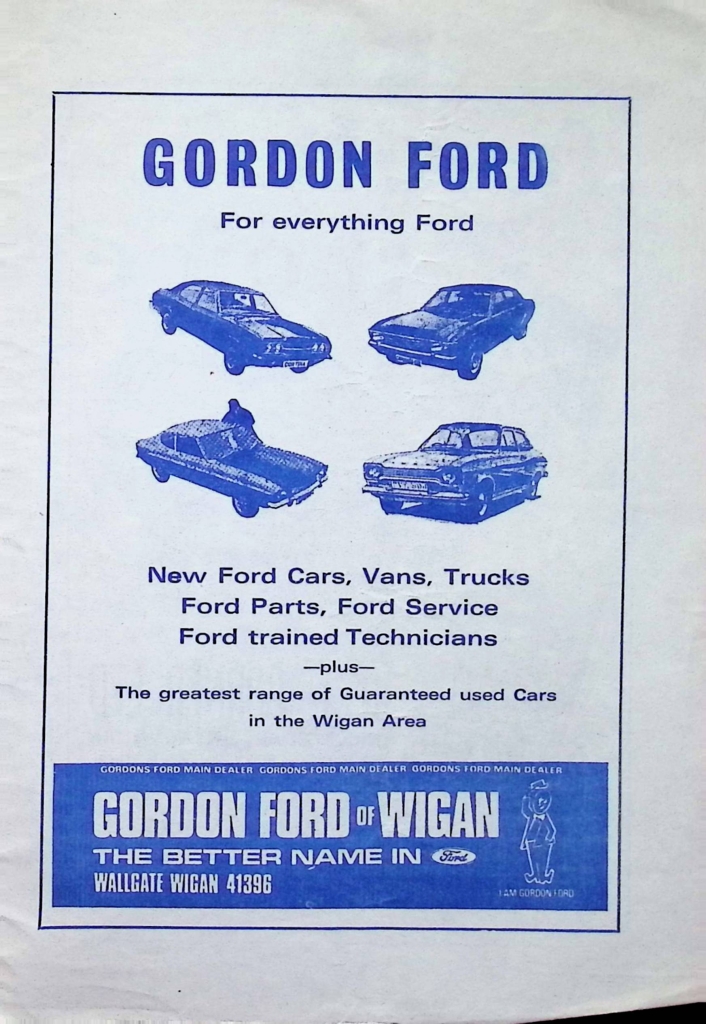 GORDON FORD
For everything Ford
CORTINA
New Ford Cars, Vans, Trucks
Ford Parts, Ford Service
Ford trained Technicians
—plus—
The greatest range of Guaranteed used Cars
in the Wigan Area
GORDONS FORD MAIN DEALER GORDONS FORD MAIN DEALER GORDONS FORD MAIN DEALER
GORDON FORD OF WIGAN
THE BETTER NAME IN Ford
WALLGATE WIGAN 41396
I AM GORDON FORD